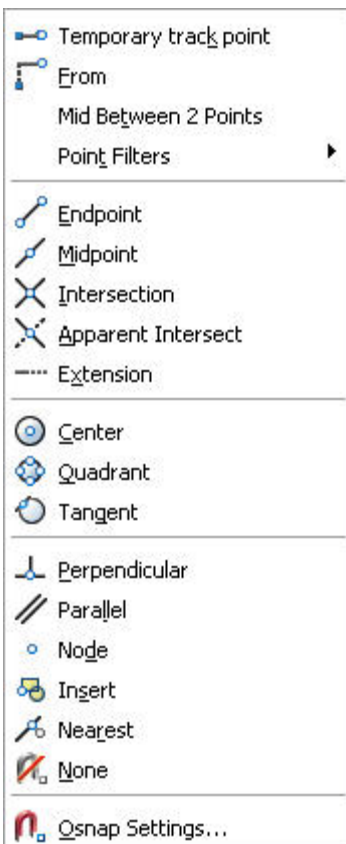 Temporary track point
From
Mid Between 2 Points
Point Filters
Endpoint
Midpoint
Intersection
Apparent Intersect
Extension
Center
Quadrant
Tangent
Perpendicular
Parallel
Node
Insert
Nearest
None
Osnap Settings...